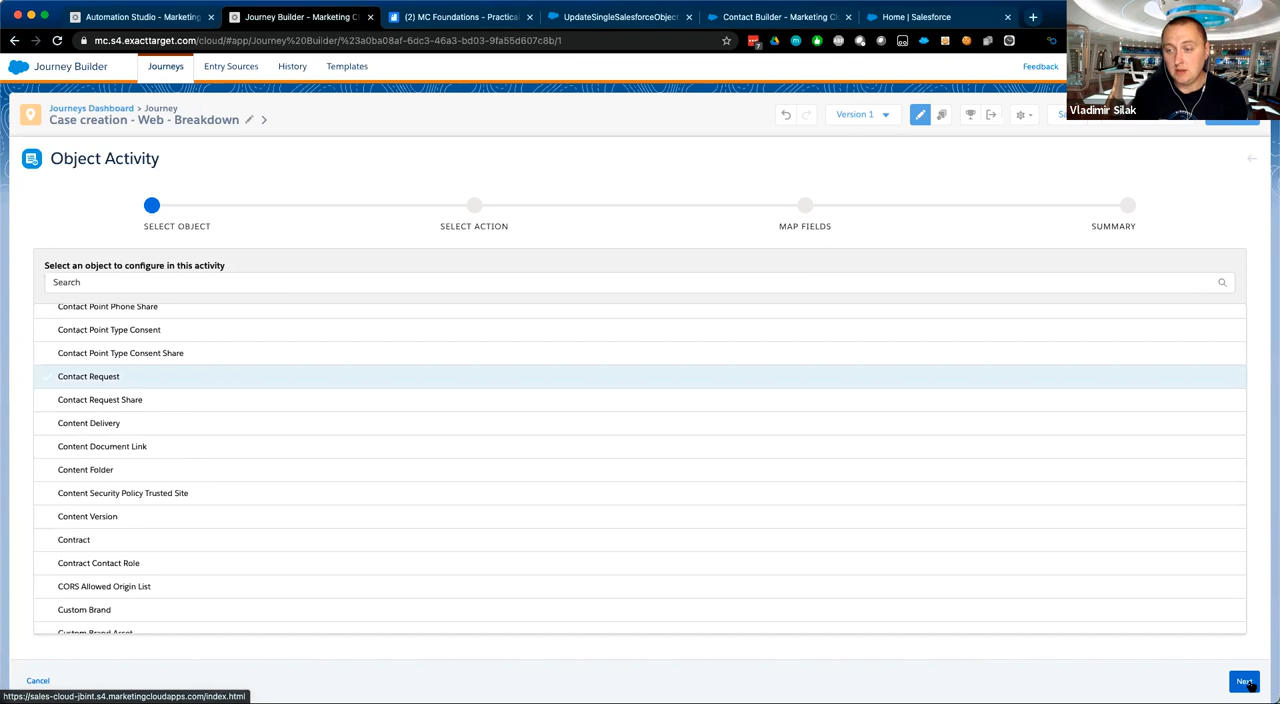 Automation Studio - Marketing
Journey Builder - Marketing C
(2) MC Foundations - Practical
UpdateSingleSalesforceObject
Contact Builder - Marketing Cl
Home | Salesforce
mc.s4.exacttarget.com/cloud/#app/Journey%20Builder/%23a0ba08af-6dc3-46a3-bd03-9fa55d607c8b/1
Journey Builder
Journeys
Entry Sources
History
Templates
Feedback
Vladimir Silak
Journeys Dashboard > Journey
Case creation - Web - Breakdown
Version 1
Object Activity
SELECT OBJECT
SELECT ACTION
MAP FIELDS
SUMMARY
Select an object to configure in this activity
Search
Contact Point Phone Share
Contact Point Type Consent
Contact Point Type Consent Share
Contact Request
Contact Request Share
Content Delivery
Content Document Link
Content Folder
Content Security Policy Trusted Site
Content Version
Contract
Contract Contact Role
CORS Allowed Origin List
Custom Brand
Custom Brand Asset
Cancel
Next
https://sales-cloud-jbint.s4.marketingcloudapps.com/index.html